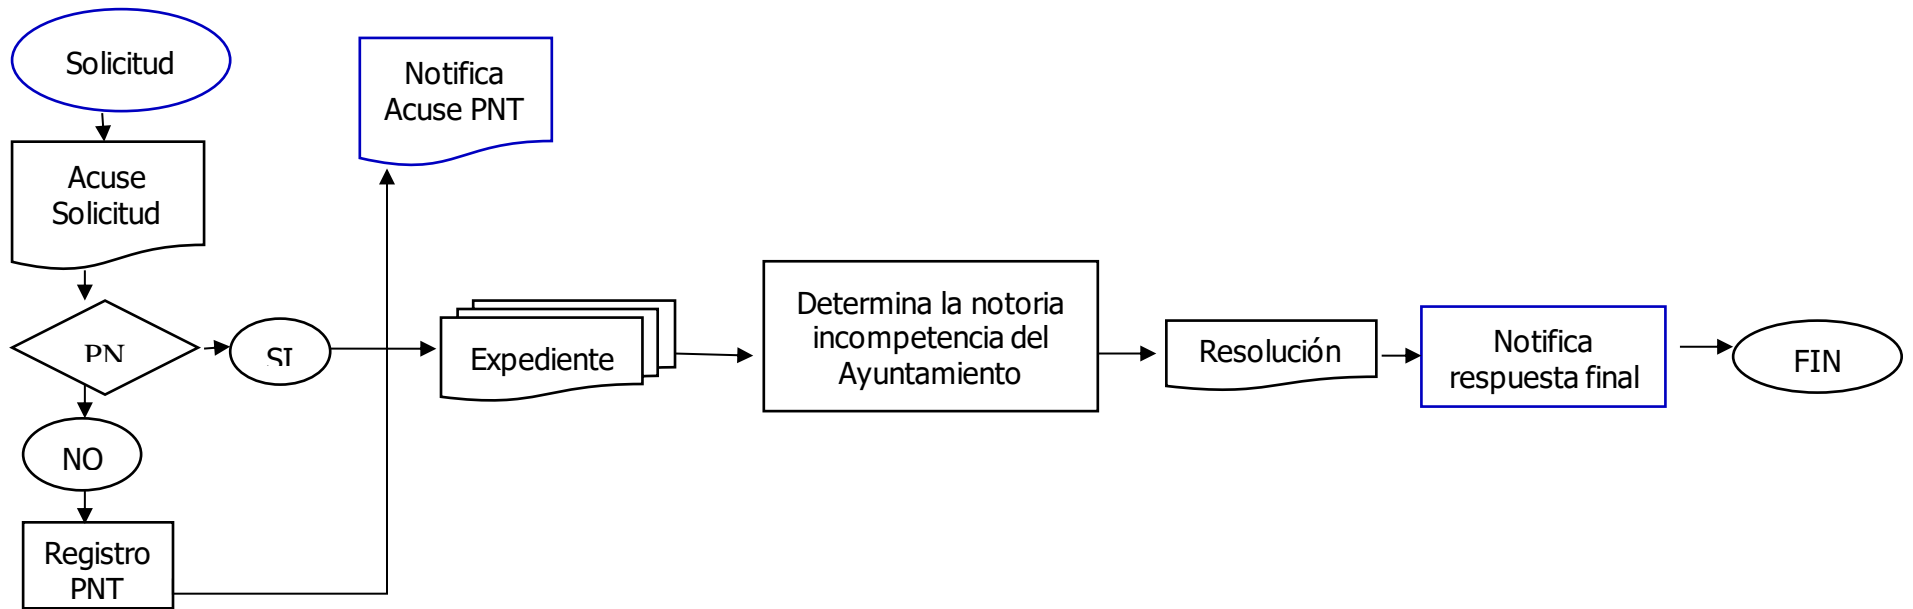 Solicitud
Notifica
Acuse PNT
Acuse
Solicitud
PN
SI
Expediente
Determina la notoria
incompetencia del
Ayuntamiento
Resolución
Notifica
respuesta final
FIN
NO
Registro
PNT